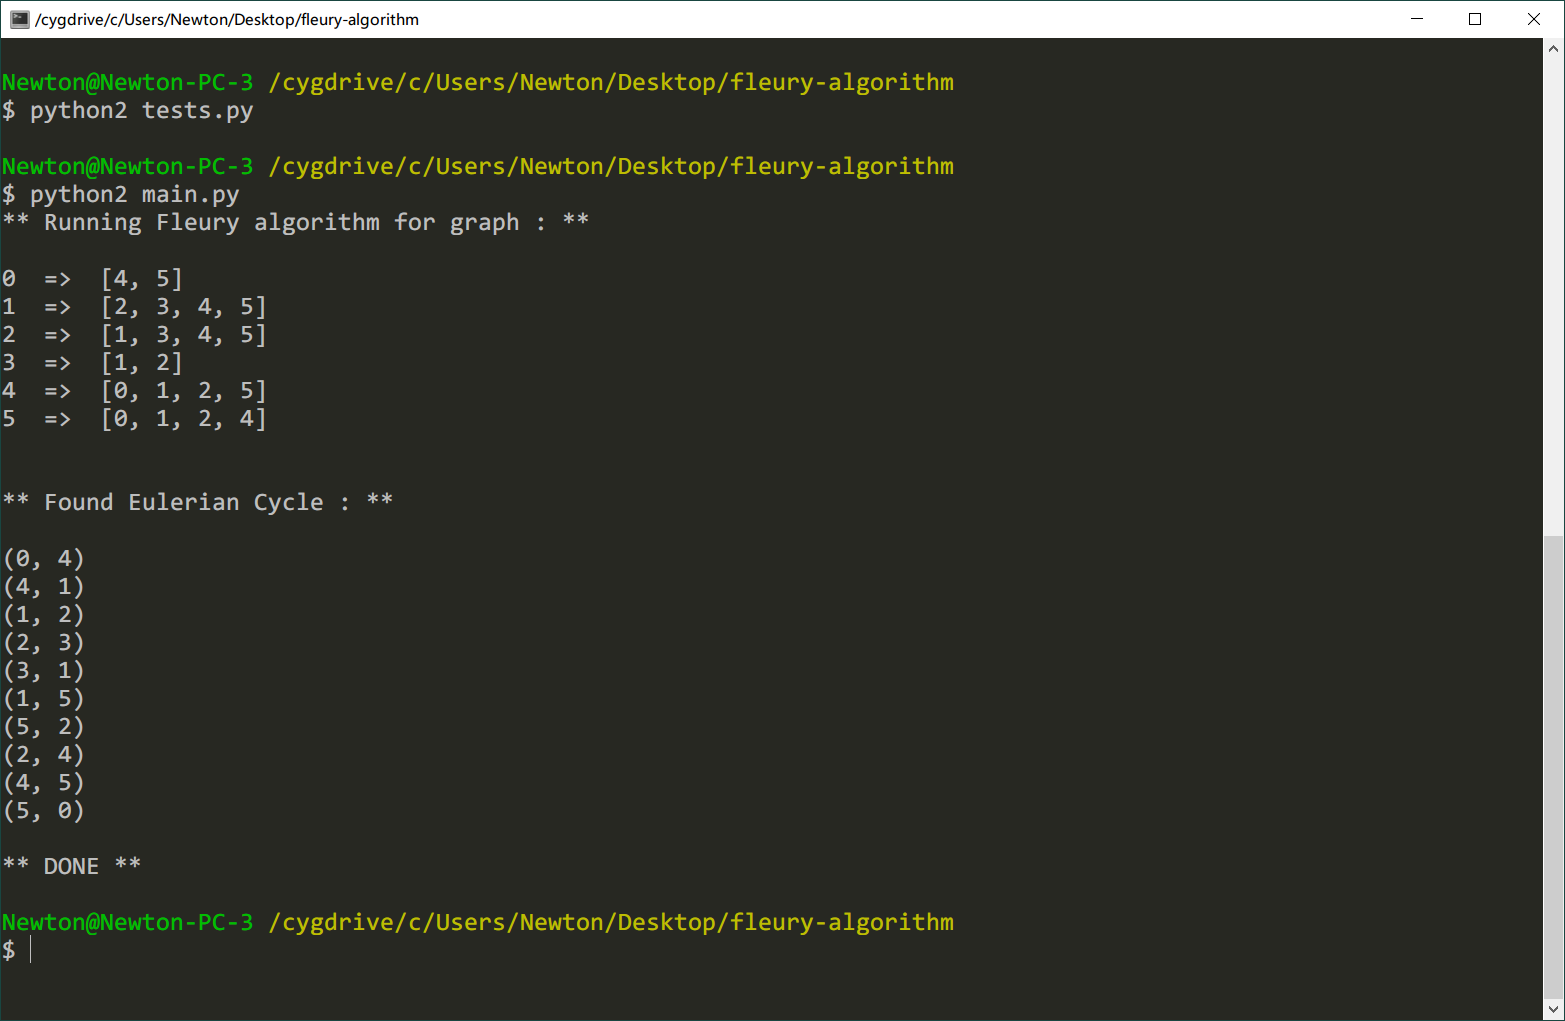 /cygdrive/c/Users/Newton/Desktop/fleury-algorithm
Newton@Newton-PC-3 /cygdrive/c/Users/Newton/Desktop/fleury-algorithm
$ python2 tests.py
Newton@Newton-PC-3 /cygdrive/c/Users/Newton/Desktop/fleury-algorithm
$ python2 main.py
** Running Fleury algorithm for graph : **
0  =>  [4, 5]
1  =>  [2, 3, 4, 5]
2  =>  [1, 3, 4, 5]
3  =>  [1, 2]
4  =>  [0, 1, 2, 5]
5  =>  [0, 1, 2, 4]
** Found Eulerian Cycle : **
(0, 4)
(4, 1)
(1, 2)
(2, 3)
(3, 1)
(1, 5)
(5, 2)
(2, 4)
(4, 5)
(5, 0)
** DONE **
Newton@Newton-PC-3 /cygdrive/c/Users/Newton/Desktop/fleury-algorithm
$